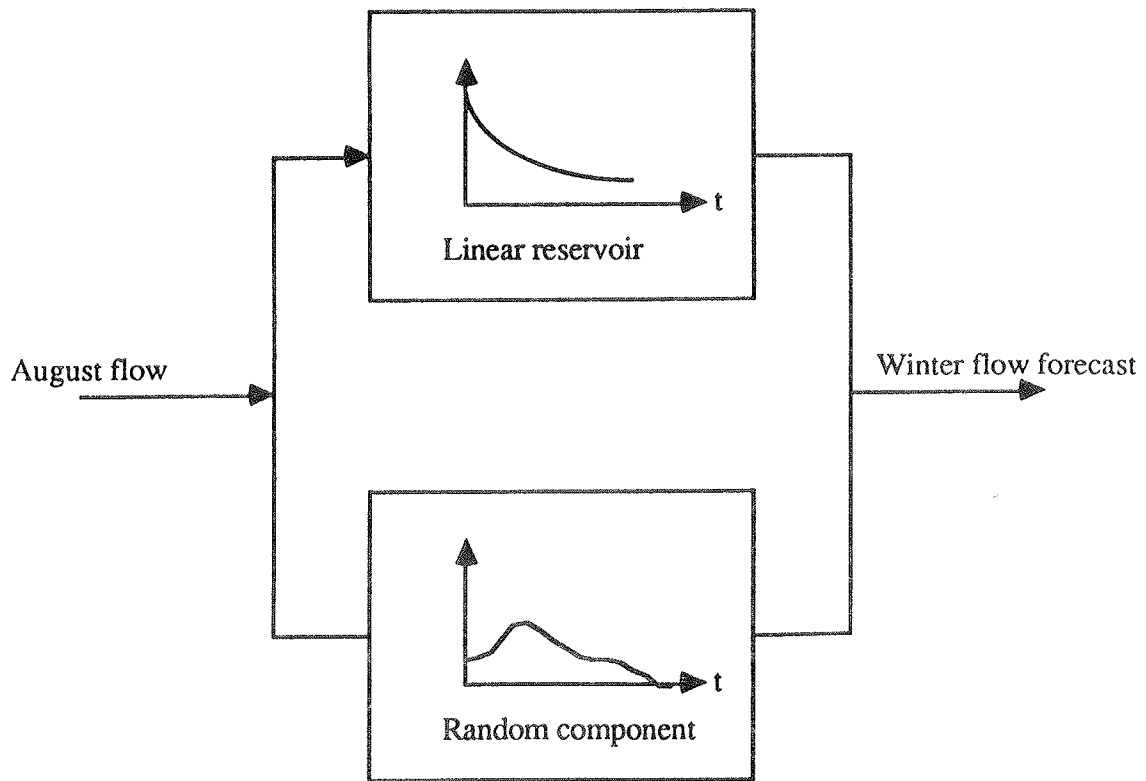 t
Linear reservoir
August flow
Winter flow forecast
t
Random component